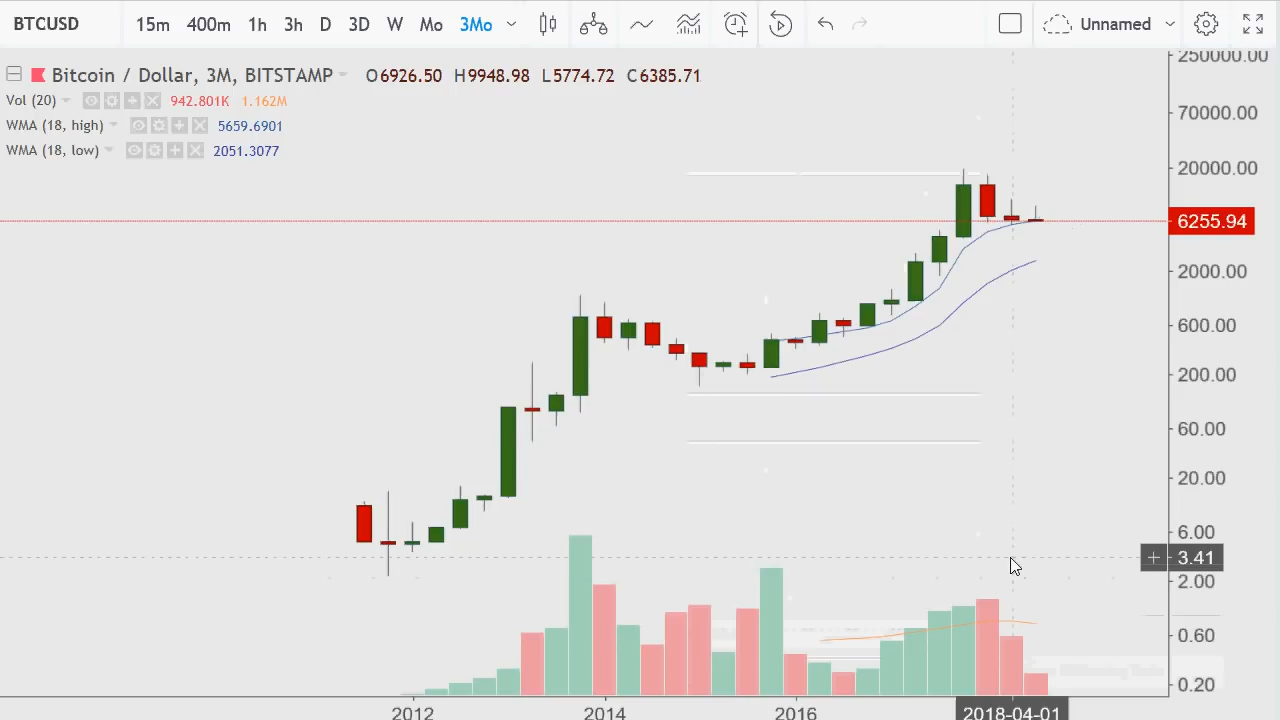 BTCUSD 15m 400m 1h 3h D 3D W Mo 3Mo Unnamed
Bitcoin / Dollar, 3M, BITSTAMP O6926.50 H9948.98 L5774.72 C6385.71
Vol (20) 942.801K 1.162M
WMA (18, high) 5659.6901
WMA (18, low) 2051.3077
250000.00
70000.00
20000.00
6255.94
2000.00
600.00
200.00
60.00
20.00
6.00
3.41
2.00
0.60
0.20
2012 2014 2016 2018-04-01